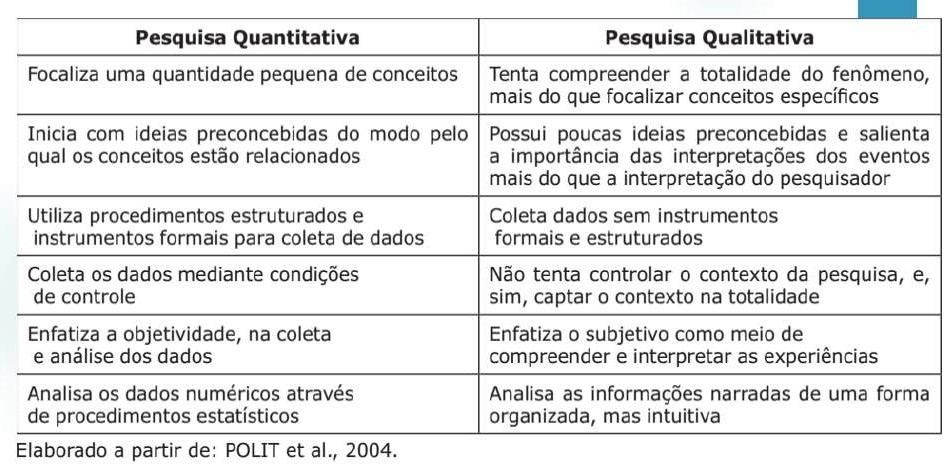 Pesquisa Quantitativa
Pesquisa Qualitativa
Focaliza uma quantidade pequena de conceitos
Tenta compreender a totalidade do fenômeno,
mais do que focalizar conceitos específicos
Inicia com ideias preconcebidas do modo pelo
qual os conceitos estão relacionados
Possui poucas ideias preconcebidas e salienta
a importância das interpretações dos eventos
mais do que a interpretação do pesquisador
Utiliza procedimentos estruturados e
instrumentos formais para coleta de dados
Coleta dados sem instrumentos
formais e estruturados
Coleta os dados mediante condições
de controle
Não tenta controlar o contexto da pesquisa, e,
sim, captar o contexto na totalidade
Enfatiza a objetividade, na coleta
e análise dos dados
Enfatiza o subjetivo como meio de
compreender e interpretar as experiências
Analisa os dados numéricos através
de procedimentos estatísticos
Analisa as informações narradas de uma forma
organizada, mas intuitiva
Elaborado a partir de: POLIT et al., 2004.